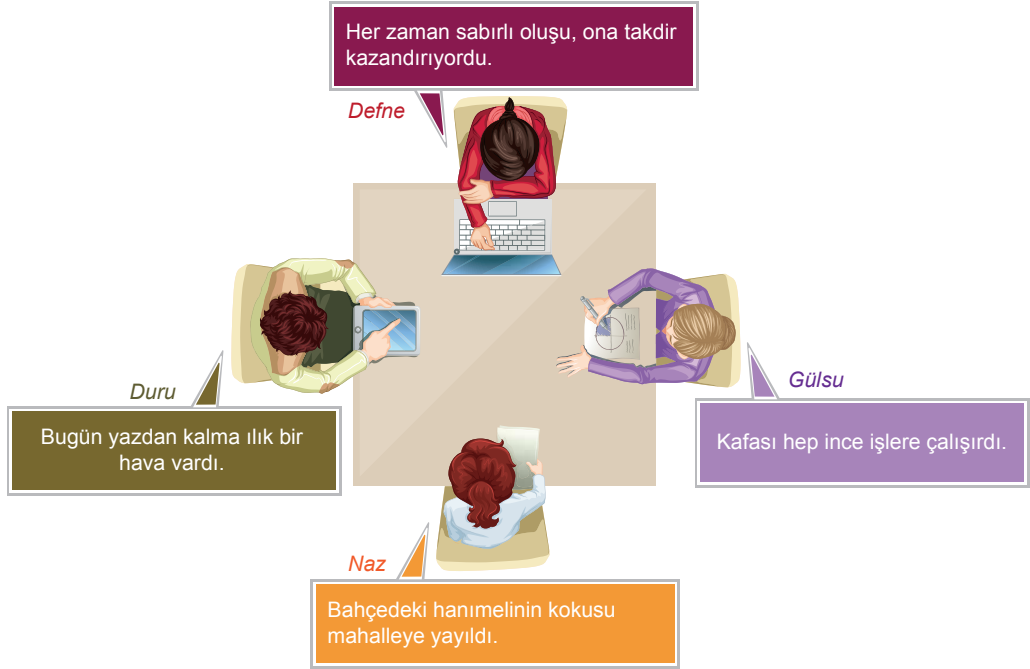 Her zaman sabırlı oluşu, ona takdir
kazandırıyordu.
Defne
Duru
Bugün yazdan kalma ılık bir
hava vardı.
Gülsu
Kafası hep ince işlere çalışırdı.
Naz
Bahçedeki hanımelinin kokusu
mahalleye yayıldı.